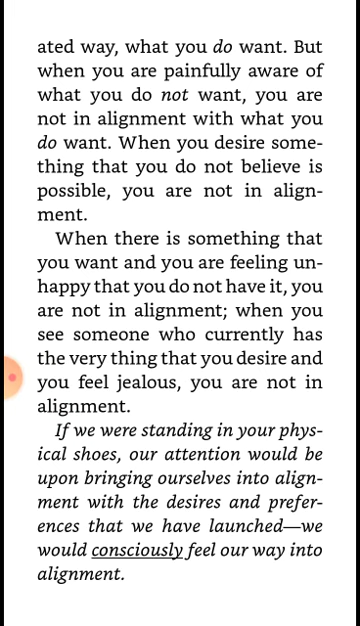 ated way, what you do want. But
when you are painfully aware of
what you do not want, you are
not in alignment with what you
do want. When you desire some-
thing that you do not believe is
possible, you are not in align-
ment.
When there is something that
you want and you are feeling un-
happy that you do not have it, you
are not in alignment; when you
see someone who currently has
the very thing that you desire and
you feel jealous, you are not in
alignment.
If we were standing in your phys-
ical shoes, our attention would be
upon bringing ourselves into align-
ment with the desires and prefer-
ences that we have launched—we
would consciously feel our way into
alignment.